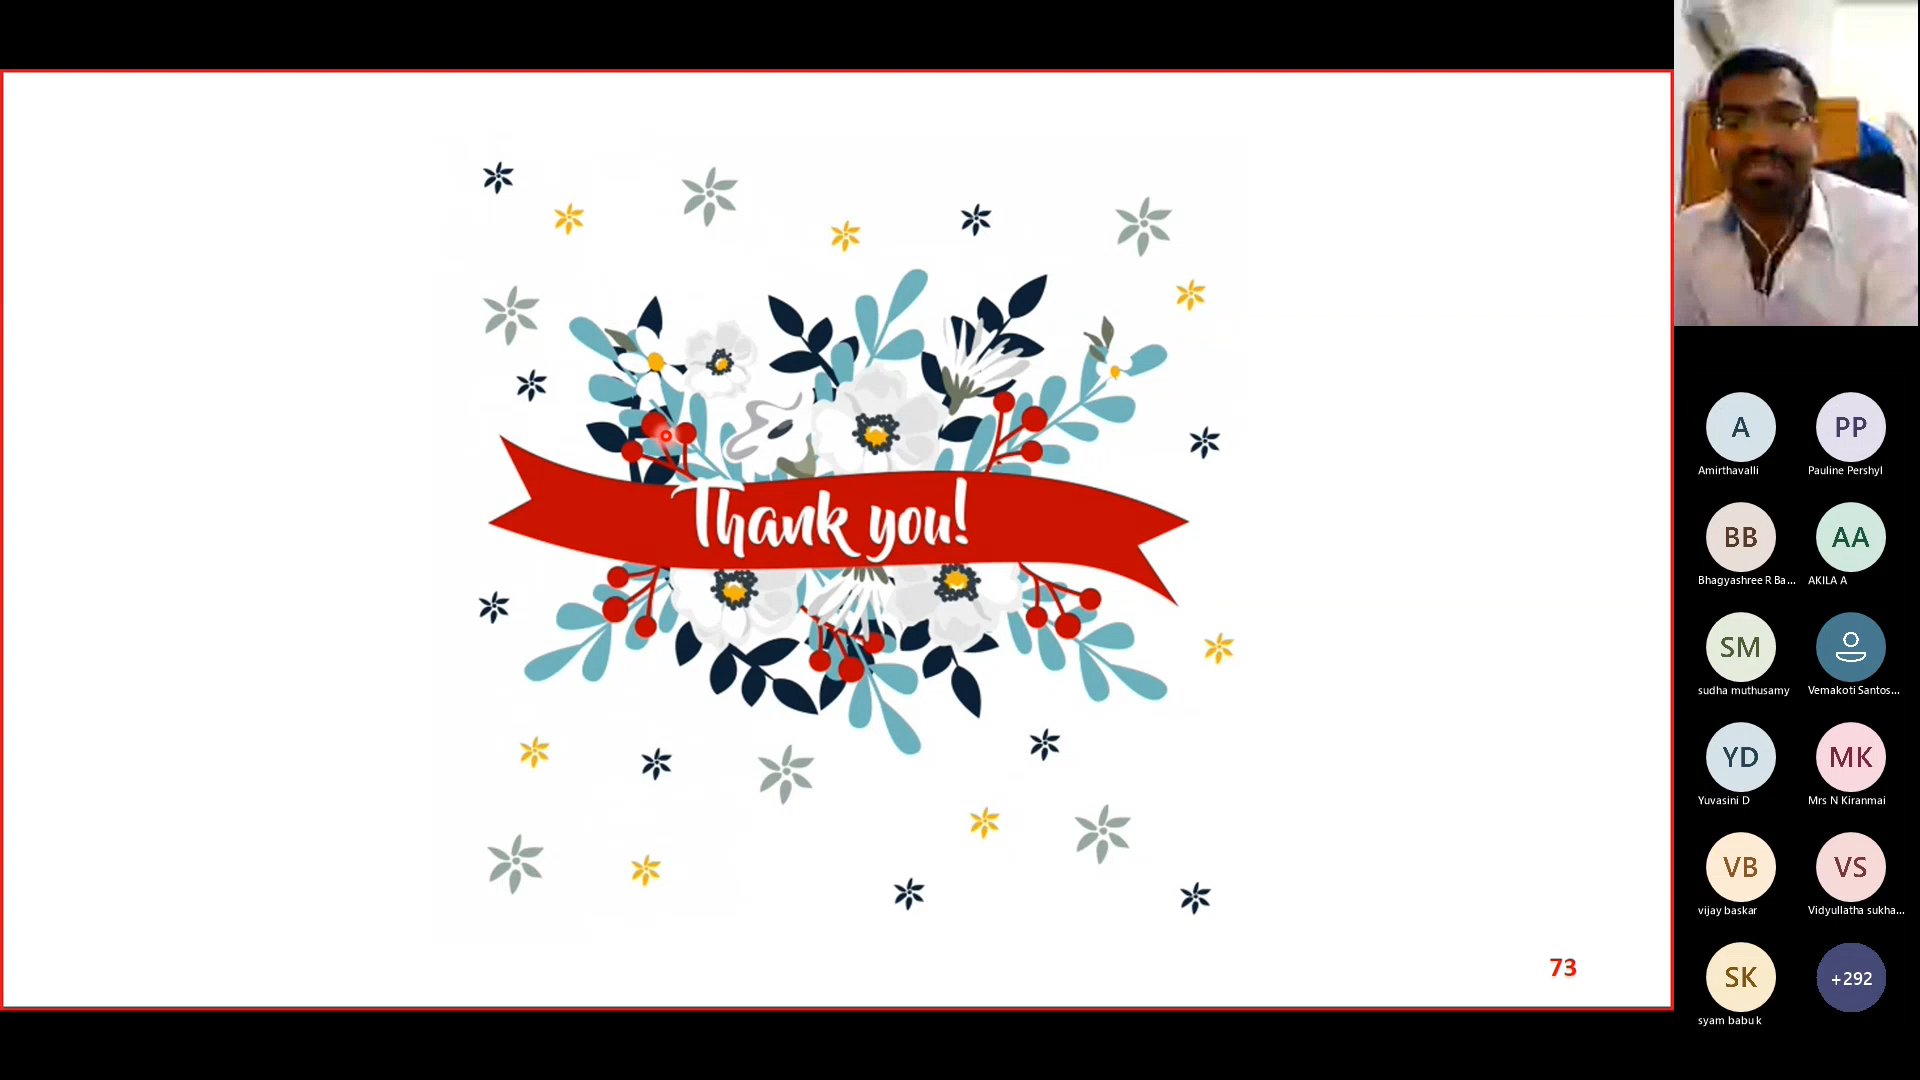 Thank you!
73
A
Amirthavalli
PP
Pauline Pershyl
BB
Bhagyashree R Ba...
AA
AKILA A
SM
sudha muthusamy
Vemakoti Santos...
YD
Yuvasini D
MK
Mrs N Kiranmai
VB
vijay baskar
VS
Vidyullatha sukha...
SK
syam babu k
+292